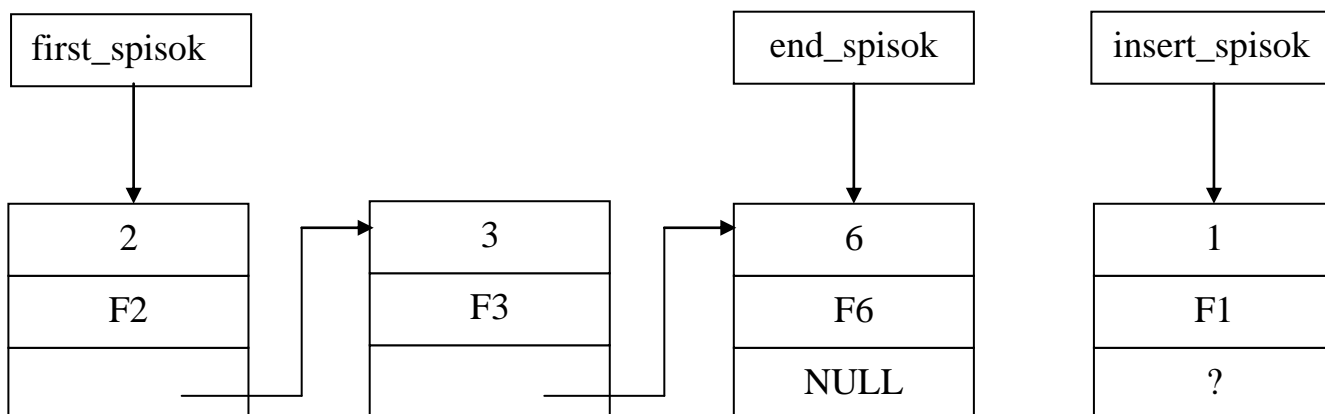 first_spisok
end_spisok
insert_spisok
2
3
6
1
F2
F3
F6
F1
NULL
?